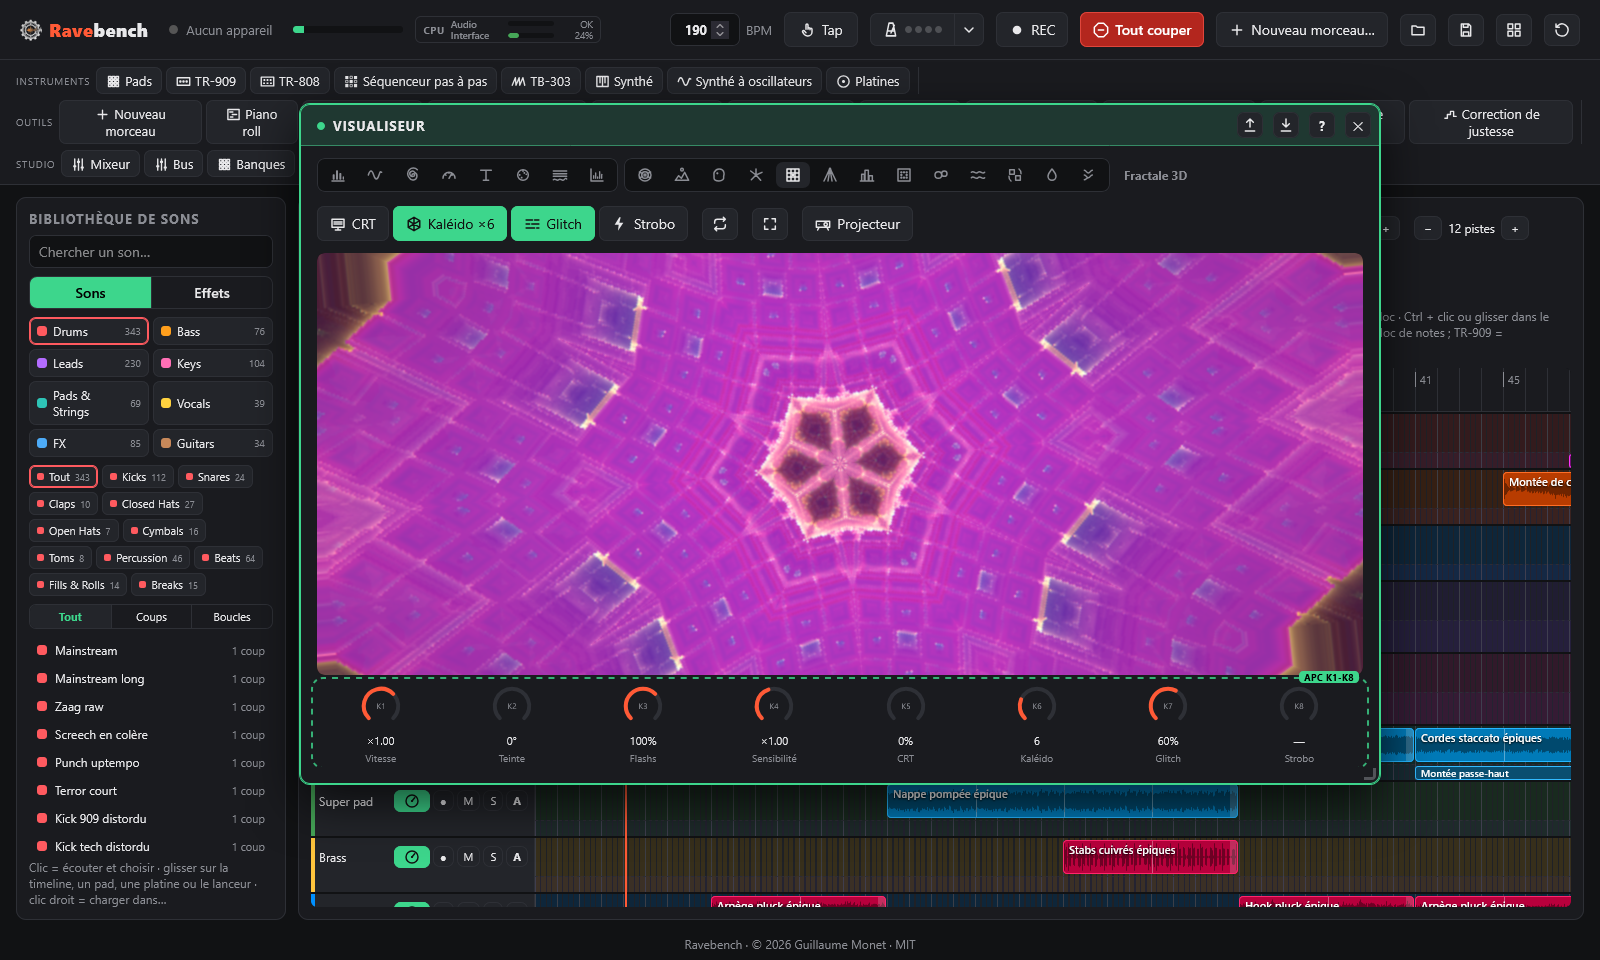 Ravebench
Aucun appareil
CPU
Audio
Interface
OK
24%
190
BPM
Tap
REC
Tout couper
Nouveau morceau...
INSTRUMENTS
Pads
TR-909
TR-808
Séquenceur pas à pas
TB-303
Synthé
Synthé à oscillateurs
Platines
OUTILS
Nouveau
morceau
Piano
roll
Correction de
justesse
STUDIO
Mixeur
Bus
Banques
VISUALISEUR
?
Fractale 3D
CRT
Kaléido ×6
Glitch
Strobo
Projecteur
BIBLIOTHÈQUE DE SONS
Chercher un son...
Sons
Effets
Drums 343
Bass 76
Leads 230
Keys 104
Pads &
Strings
69
Vocals 39
FX 85
Guitars 34
Tout 343
Kicks 112
Snares 24
Claps 10
Closed Hats 27
Open Hats 7
Cymbals 16
Toms 8
Percussion 46
Beats 64
Fills & Rolls 14
Breaks 15
Tout
Coups
Boucles
Mainstream 1 coup
Mainstream long 1 coup
Zaag raw 1 coup
Screech en colère 1 coup
Punch uptempo 1 coup
Terror court 1 coup
Kick 909 distordu 1 coup
Kick tech distordu 1 coup
Clic = écouter et choisir · glisser sur la
timeline, un pad, une platine ou le lanceur ·
clic droit = charger dans...
+
−
12 pistes
+
oc · Ctrl + clic ou glisser dans le
loc de notes ; TR-909 =
41
45
Montée de c
Cordes staccato épiques
Montée passe-haut
APC K1-K8
K1
K2
K3
K4
K5
K6
K7
K8
×1.00
0°
100%
×1.00
0%
6
60%
—
Vitesse
Teinte
Flashs
Sensibilité
CRT
Kaléido
Glitch
Strobo
Super pad
M
S
A
Nappe pompée épique
Brass
M
S
A
Stabs cuivrés épiques
Arpège pluck épique
Hook pluck épique
Arpège pluck épique
Ravebench · © 2026 Guillaume Monet · MIT